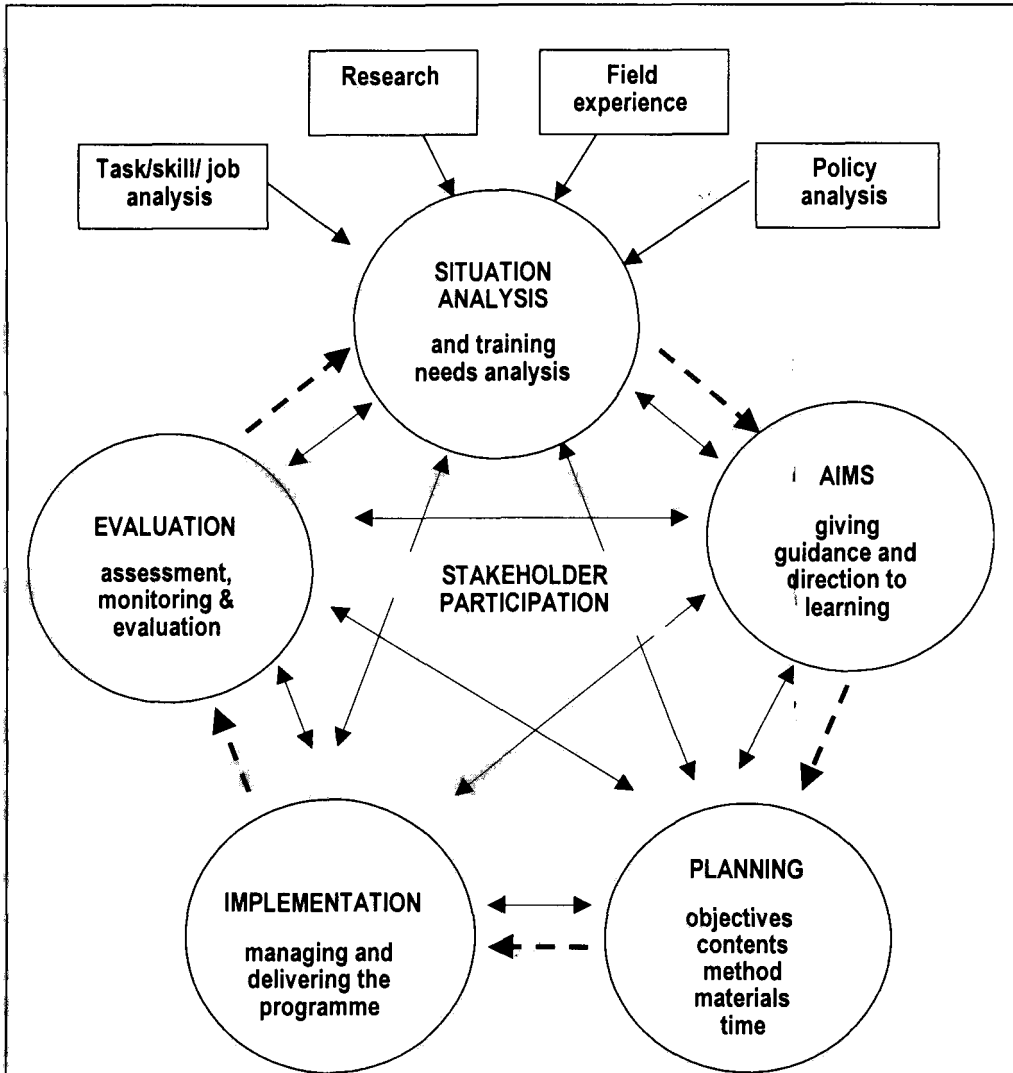 Research
Field
experience
Task/skill/ job
analysis
Policy
analysis
SITUATION
ANALYSIS
and training
needs analysis
AIMS
giving
guidance and
direction to
learning
EVALUATION
assessment,
monitoring &
evaluation
STAKEHOLDER
PARTICIPATION
IMPLEMENTATION
managing and
delivering the
programme
PLANNING
objectives
contents
method
materials
time